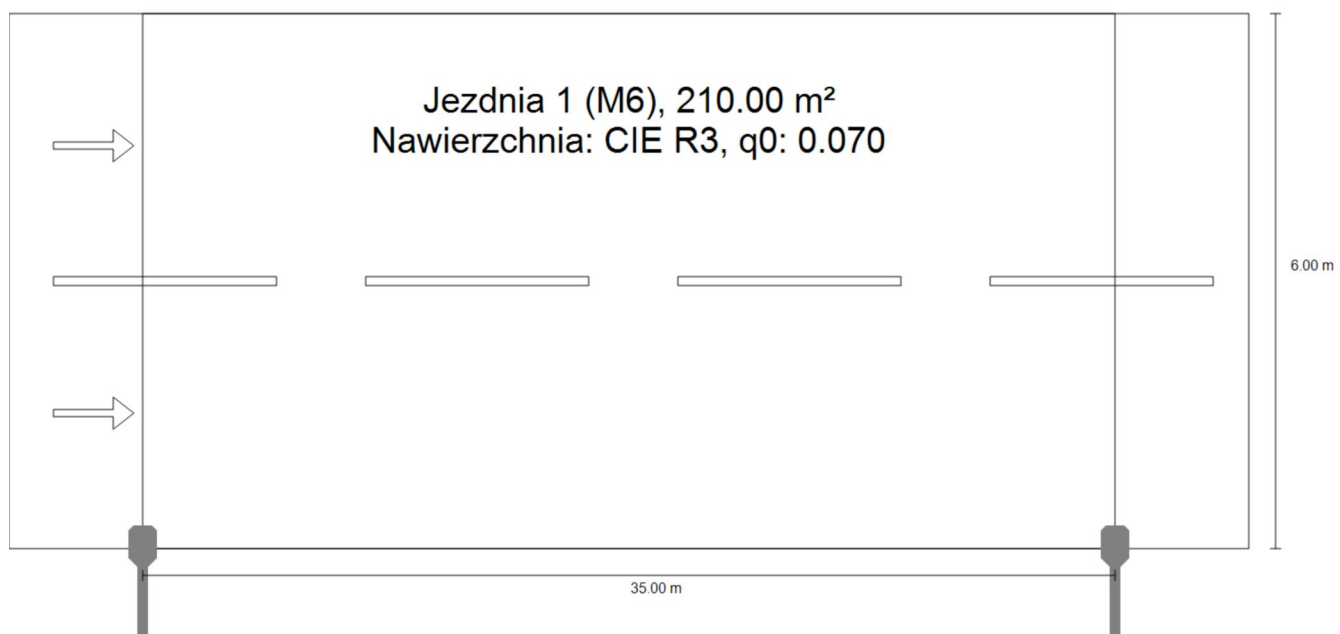 Jezdnia 1 (M6), 210.00 m²
Nawierzchnia: CIE R3, q0: 0.070
6.00 m
35.00 m